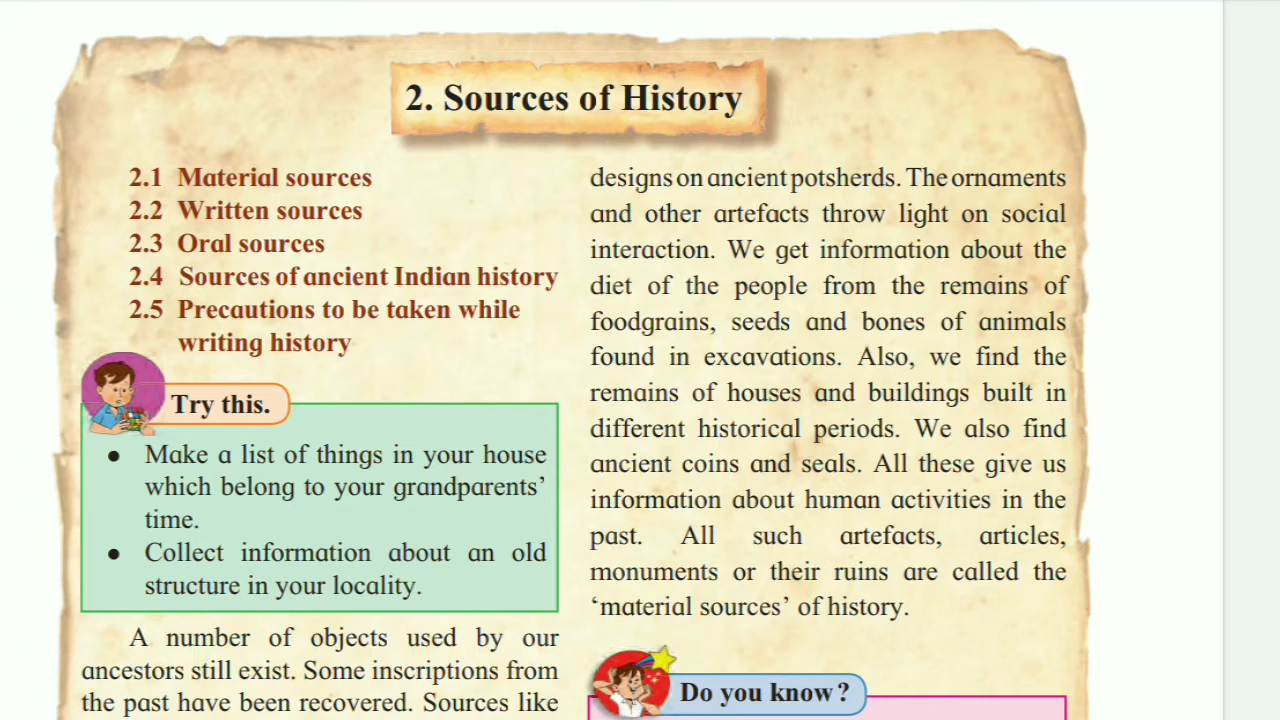 2. Sources of History
2.1 Material sources
2.2 Written sources
2.3 Oral sources
2.4 Sources of ancient Indian history
2.5 Precautions to be taken while
writing history
Try this.
● Make a list of things in your house
which belong to your grandparents’
time.
● Collect information about an old
structure in your locality.
A number of objects used by our
ancestors still exist. Some inscriptions from
the past have been recovered. Sources like
designs on ancient potsherds. The ornaments
and other artefacts throw light on social
interaction. We get information about the
diet of the people from the remains of
foodgrains, seeds and bones of animals
found in excavations. Also, we find the
remains of houses and buildings built in
different historical periods. We also find
ancient coins and seals. All these give us
information about human activities in the
past. All such artefacts, articles,
monuments or their ruins are called the
‘material sources’ of history.
Do you know?